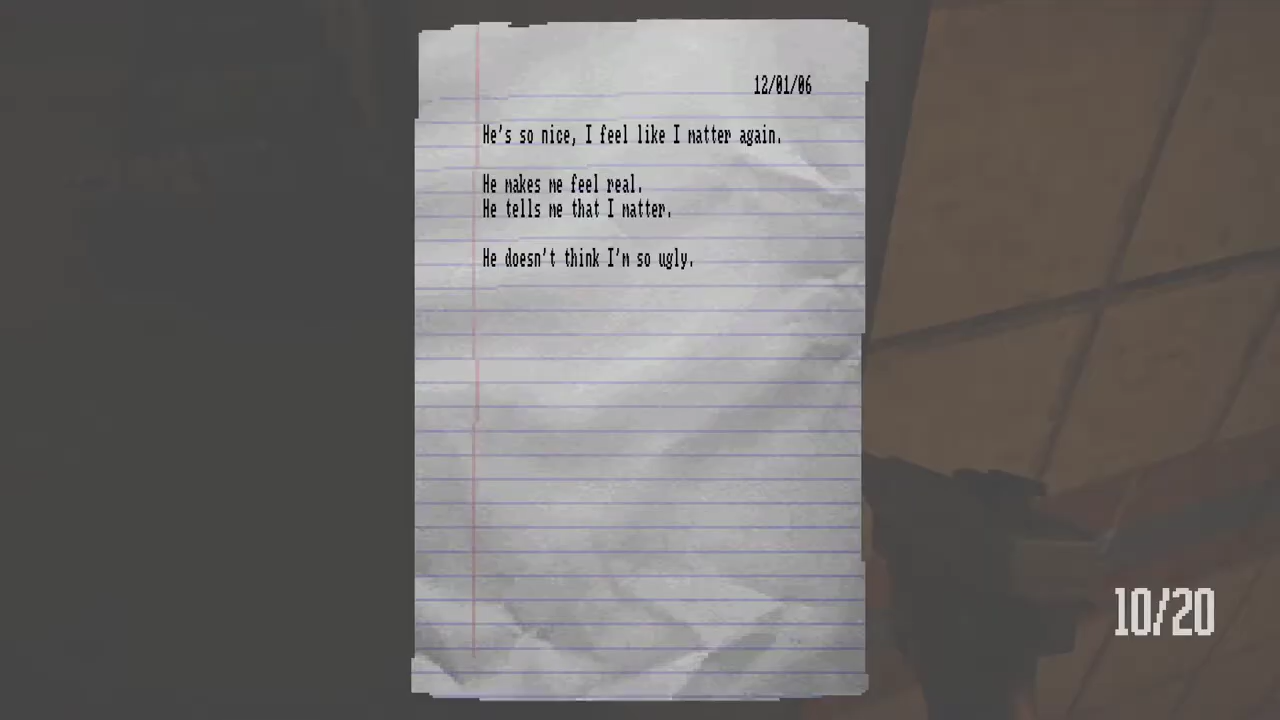 12/01/06
He's so nice, I feel like I matter again.
He makes me feel real.
He tells me that I matter.
He doesn't think I'm so ugly.
10/20